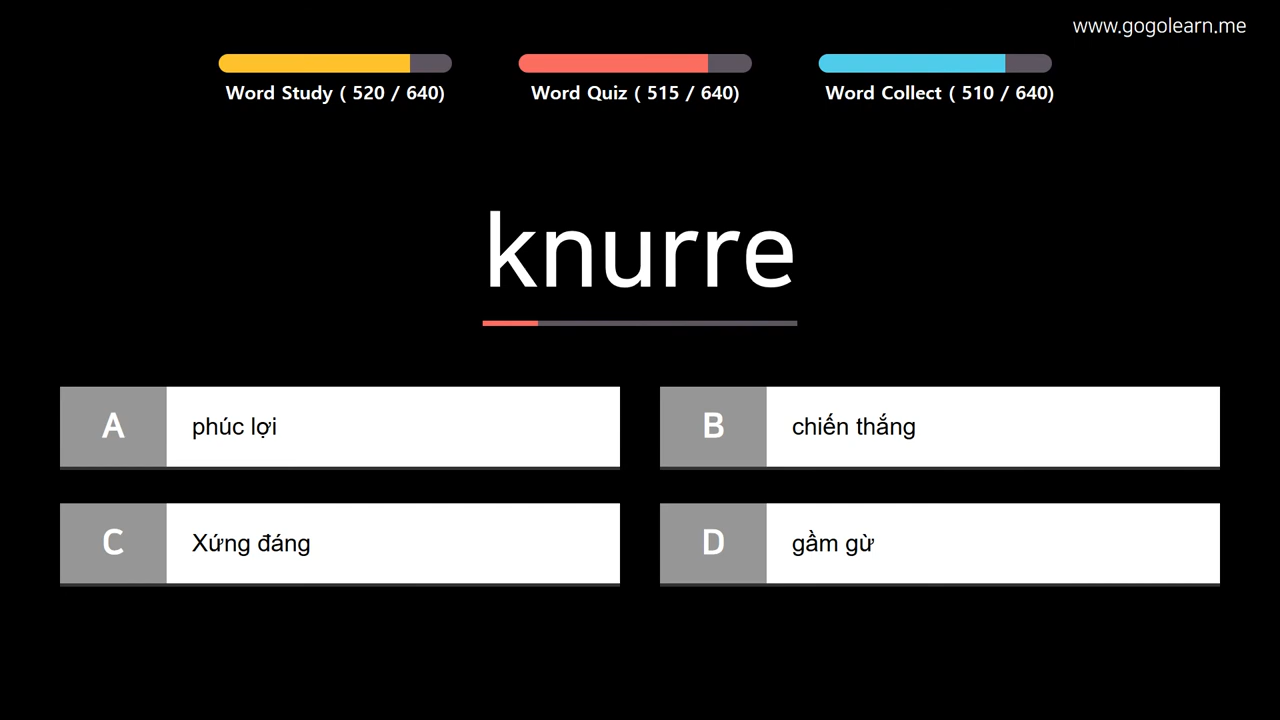 www.gogolearn.me
Word Study ( 520 / 640)
Word Quiz ( 515 / 640)
Word Collect ( 510 / 640)
knurre
A
phúc lợi
B
chiến thắng
C
Xứng đáng
D
gầm gừ